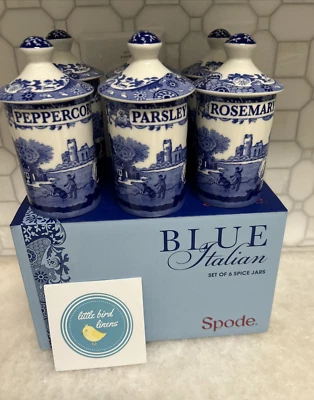 PEPPERCOR
PARSLEY
ROSEMAR
BLUE
Italian
SET OF 6 SPICE JARS
Spode.
little bird
linens